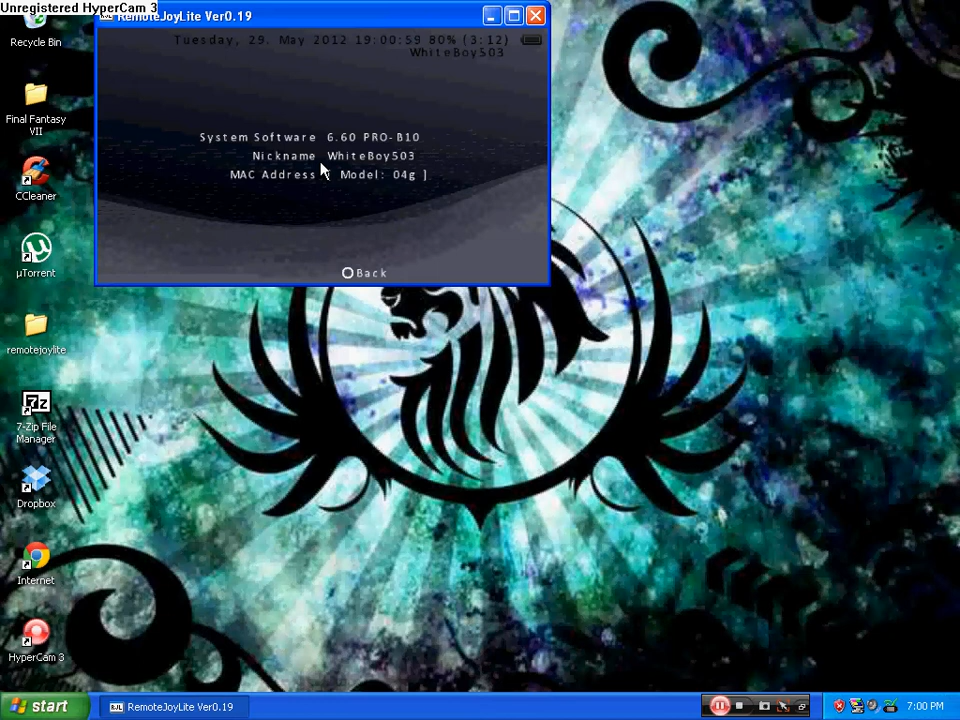 Unregistered HyperCam 3
RemoteJoyLite Ver0.19
Tuesday, 29. May 2012 19:00:59 80% (3:12)
WhiteBoy503
System Software 6.60 PRO-B10
Nickname WhiteBoy503
MAC Address [ Model: 04g ]
Back
Recycle Bin
Final Fantasy
VII
CCleaner
µTorrent
remotejoylite
7-Zip File
Manager
Dropbox
Internet
HyperCam 3
start
RJL RemoteJoyLite Ver0.19
7:00 PM